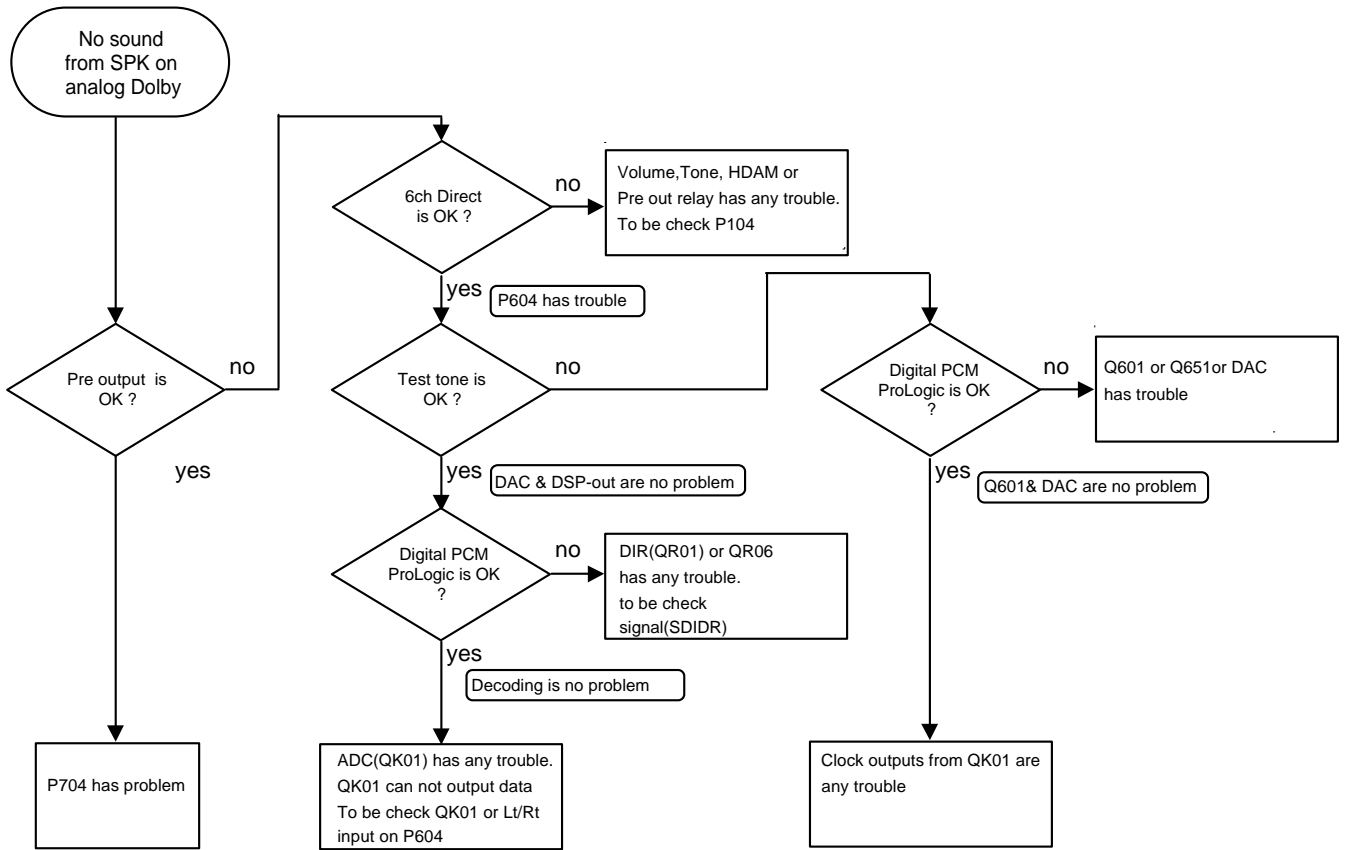 No sound
from SPK on
analog Dolby
Pre output is
OK ?
no
yes
P704 has problem
6ch Direct
is OK ?
no
Volume,Tone, HDAM or
Pre out relay has any trouble.
To be check P104
yes
P604 has trouble
Test tone is
OK ?
no
yes
DAC & DSP-out are no problem
Digital PCM
ProLogic is OK
?
no
DIR(QR01) or QR06
has any trouble.
to be check
signal(SDIDR)
yes
Decoding is no problem
ADC(QK01) has any trouble.
QK01 can not output data
To be check QK01 or Lt/Rt
input on P604
Digital PCM
ProLogic is OK
?
no
Q601 or Q651or DAC
has trouble
yes
Q601& DAC are no problem
Clock outputs from QK01 are
any trouble